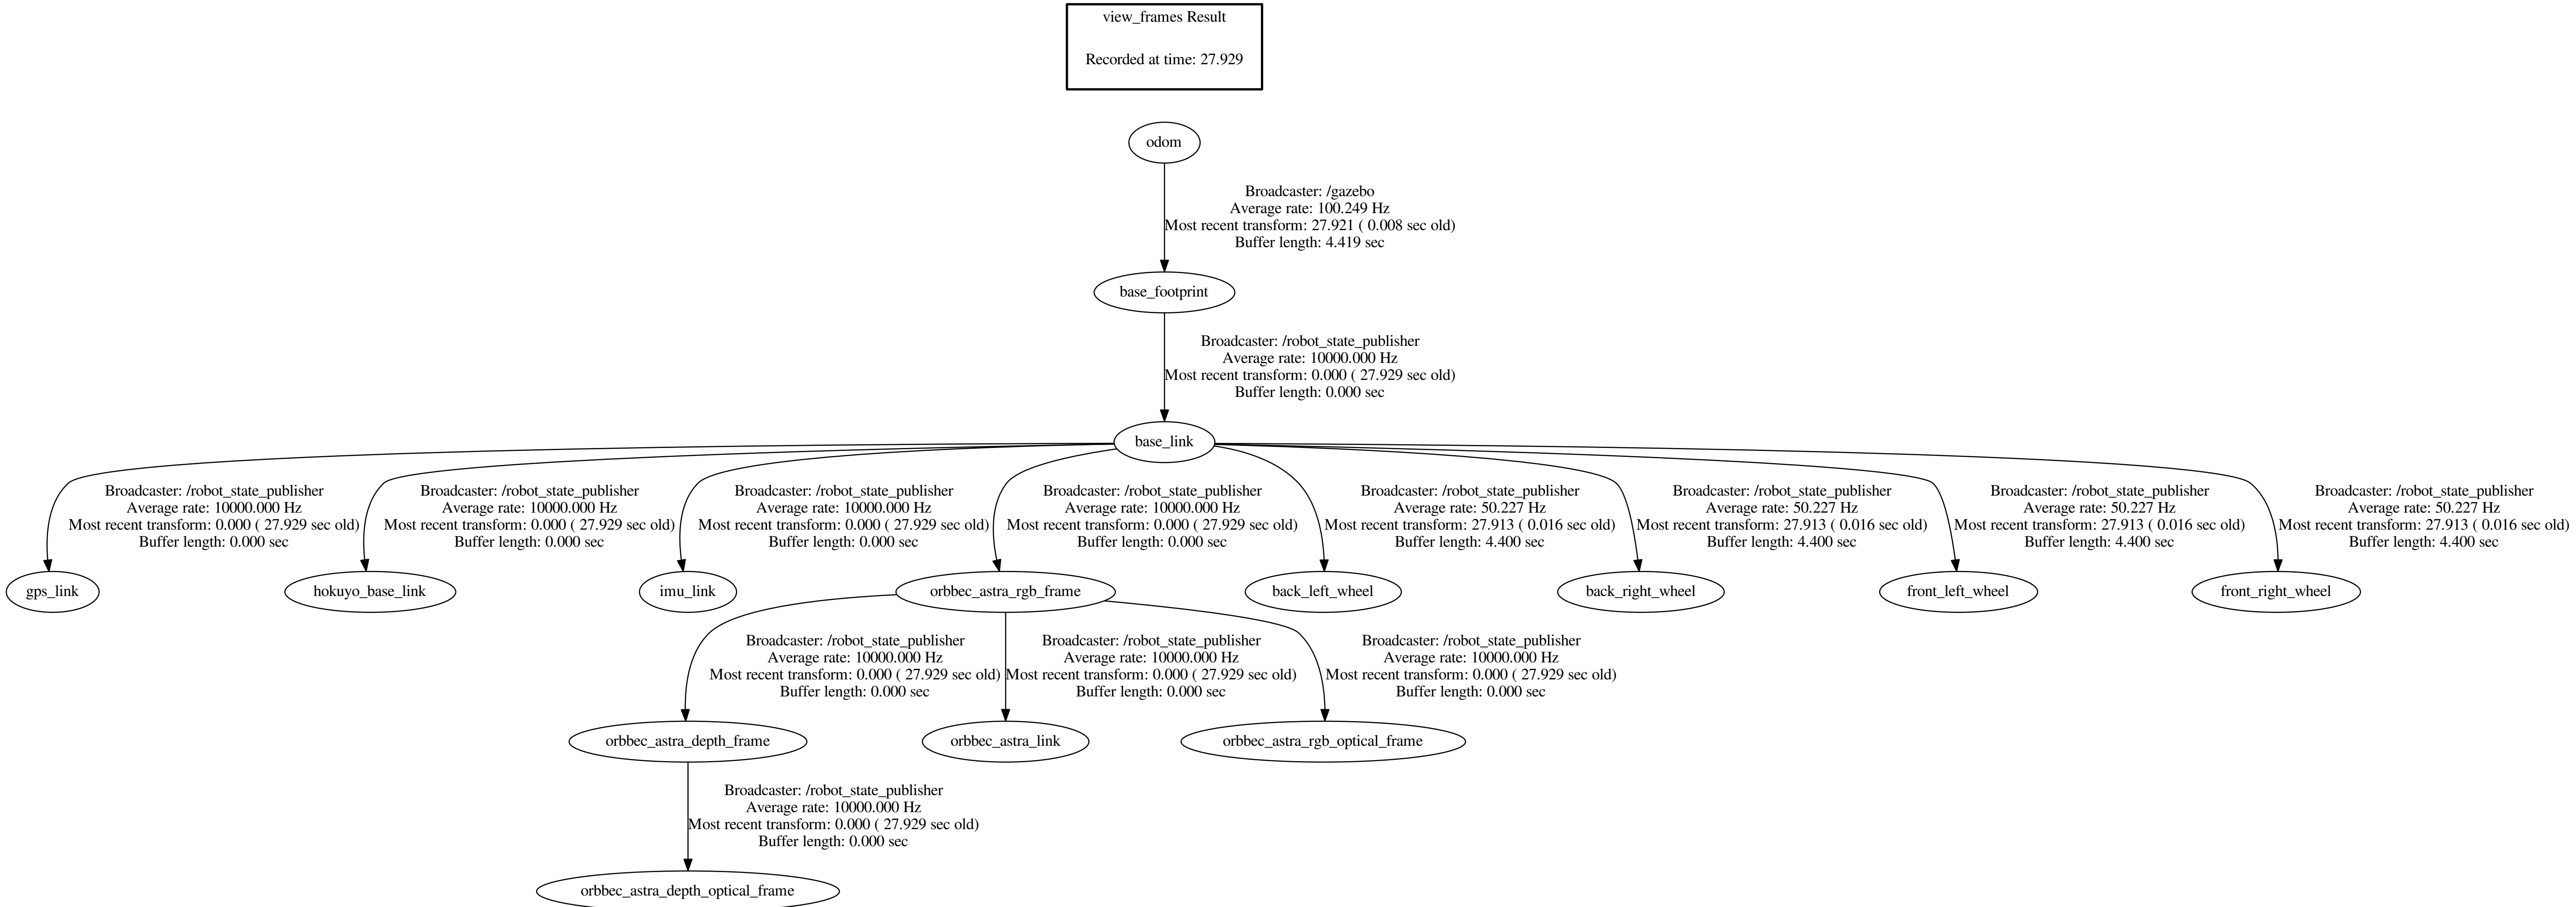 view_frames Result
Recorded at time: 27.929
odom
Broadcaster: /gazebo
Average rate: 100.249 Hz
Most recent transform: 27.921 ( 0.008 sec old)
Buffer length: 4.419 sec
base_footprint
Broadcaster: /robot_state_publisher
Average rate: 10000.000 Hz
Most recent transform: 0.000 ( 27.929 sec old)
Buffer length: 0.000 sec
base_link
Broadcaster: /robot_state_publisher
Average rate: 10000.000 Hz
Most recent transform: 0.000 ( 27.929 sec old)
Buffer length: 0.000 sec
Broadcaster: /robot_state_publisher
Average rate: 10000.000 Hz
Most recent transform: 0.000 ( 27.929 sec old)
Buffer length: 0.000 sec
Broadcaster: /robot_state_publisher
Average rate: 10000.000 Hz
Most recent transform: 0.000 ( 27.929 sec old)
Buffer length: 0.000 sec
Broadcaster: /robot_state_publisher
Average rate: 10000.000 Hz
Most recent transform: 0.000 ( 27.929 sec old)
Buffer length: 0.000 sec
Broadcaster: /robot_state_publisher
Average rate: 50.227 Hz
Most recent transform: 27.913 ( 0.016 sec old)
Buffer length: 4.400 sec
Broadcaster: /robot_state_publisher
Average rate: 50.227 Hz
Most recent transform: 27.913 ( 0.016 sec old)
Buffer length: 4.400 sec
Broadcaster: /robot_state_publisher
Average rate: 50.227 Hz
Most recent transform: 27.913 ( 0.016 sec old)
Buffer length: 4.400 sec
Broadcaster: /robot_state_publisher
Average rate: 50.227 Hz
Most recent transform: 27.913 ( 0.016 sec old)
Buffer length: 4.400 sec
gps_link
hokuyo_base_link
imu_link
orbbec_astra_rgb_frame
back_left_wheel
back_right_wheel
front_left_wheel
front_right_wheel
Broadcaster: /robot_state_publisher
Average rate: 10000.000 Hz
Most recent transform: 0.000 ( 27.929 sec old)
Buffer length: 0.000 sec
Broadcaster: /robot_state_publisher
Average rate: 10000.000 Hz
Most recent transform: 0.000 ( 27.929 sec old)
Buffer length: 0.000 sec
Broadcaster: /robot_state_publisher
Average rate: 10000.000 Hz
Most recent transform: 0.000 ( 27.929 sec old)
Buffer length: 0.000 sec
orbbec_astra_depth_frame
orbbec_astra_link
orbbec_astra_rgb_optical_frame
Broadcaster: /robot_state_publisher
Average rate: 10000.000 Hz
Most recent transform: 0.000 ( 27.929 sec old)
Buffer length: 0.000 sec
orbbec_astra_depth_optical_frame